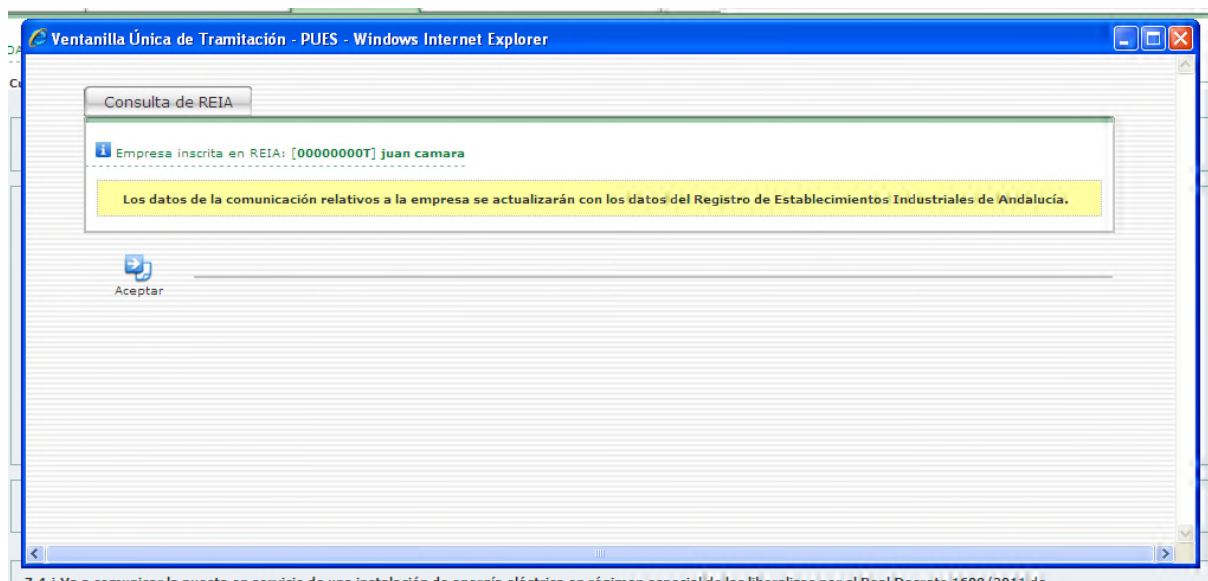 Ventanilla Única de Tramitación - PUES - Windows Internet Explorer
Consulta de REIA
Empresa inscrita en REIA: [00000000T] juan camara
Los datos de la comunicación relativos a la empresa se actualizarán con los datos del Registro de Establecimientos Industriales de Andalucía.
Aceptar